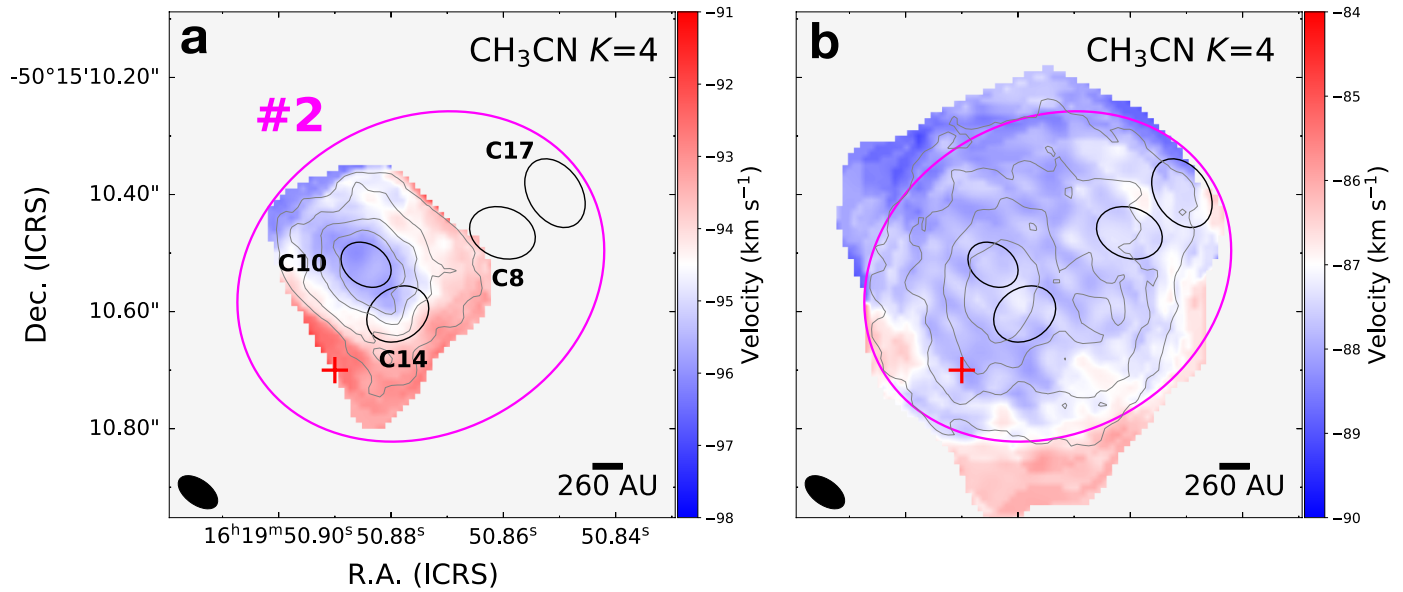 a
CH₃CN K=4
#2
C17
C10
C8
C14
260 AU
-50°15'10.20"
10.40"
10.60"
10.80"
Dec. (ICRS)
16ʰ19ᵐ50.90ˢ 50.88ˢ 50.86ˢ 50.84ˢ
R.A. (ICRS)
−91
−92
−93
−94
−95
−96
−97
−98
Velocity (km s⁻¹)
b
CH₃CN K=4
260 AU
−84
−85
−86
−87
−88
−89
−90
Velocity (km s⁻¹)